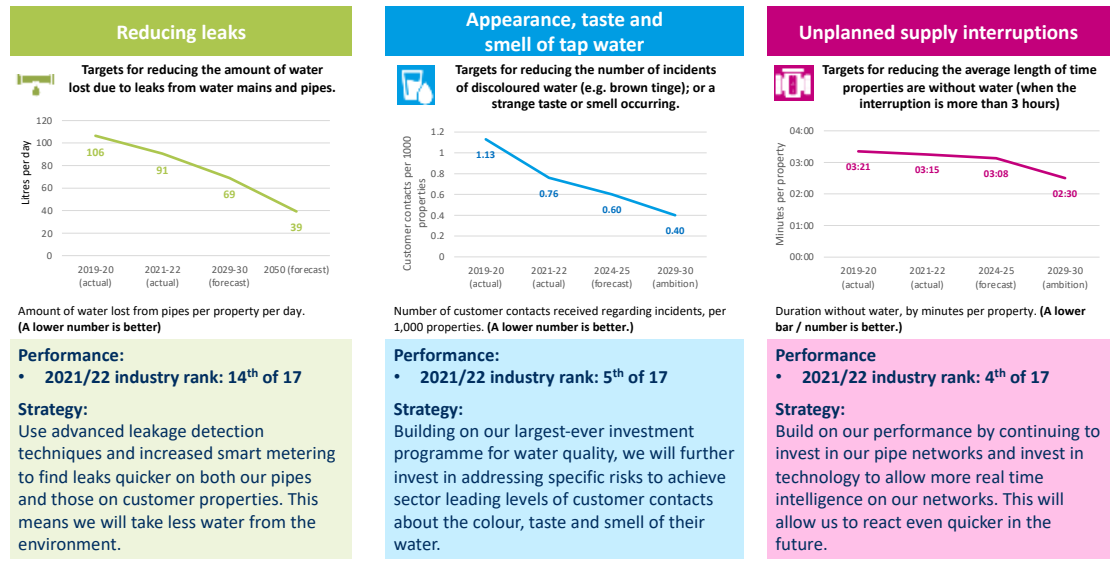 Reducing leaks
Targets for reducing the amount of water
lost due to leaks from water mains and pipes.
Litres per day
120
100
80
60
40
20
0
106
91
69
39
2019-20
(actual)
2021-22
(actual)
2029-30
(forecast)
2050 (forecast)
Amount of water lost from pipes per property per day.
(A lower number is better)
Performance:
• 2021/22 industry rank: 14th of 17
Strategy:
Use advanced leakage detection
techniques and increased smart metering
to find leaks quicker on both our pipes
and those on customer properties. This
means we will take less water from the
environment.
Appearance, taste and
smell of tap water
Targets for reducing the number of incidents
of discoloured water (e.g. brown tinge); or a
strange taste or smell occurring.
Customer contacts per 1000
properties
1.2
1
0.8
0.6
0.4
0.2
0
1.13
0.76
0.60
0.40
2019-20
(actual)
2021-22
(actual)
2024-25
(forecast)
2029-30
(ambition)
Number of customer contacts received regarding incidents, per
1,000 properties. (A lower number is better.)
Performance:
• 2021/22 industry rank: 5th of 17
Strategy:
Building on our largest-ever investment
programme for water quality, we will further
invest in addressing specific risks to achieve
sector leading levels of customer contacts
about the colour, taste and smell of their
water.
Unplanned supply interruptions
Targets for reducing the average length of time
properties are without water (when the
interruption is more than 3 hours)
Minutes per property
04:00
03:00
02:00
01:00
00:00
03:21
03:15
03:08
02:30
2019-20
(actual)
2021-22
(actual)
2024-25
(forecast)
2029-30
(ambition)
Duration without water, by minutes per property. (A lower
bar / number is better.)
Performance
• 2021/22 industry rank: 4th of 17
Strategy:
Build on our performance by continuing to
invest in our pipe networks and invest in
technology to allow more real time
intelligence on our networks. This will
allow us to react even quicker in the
future.